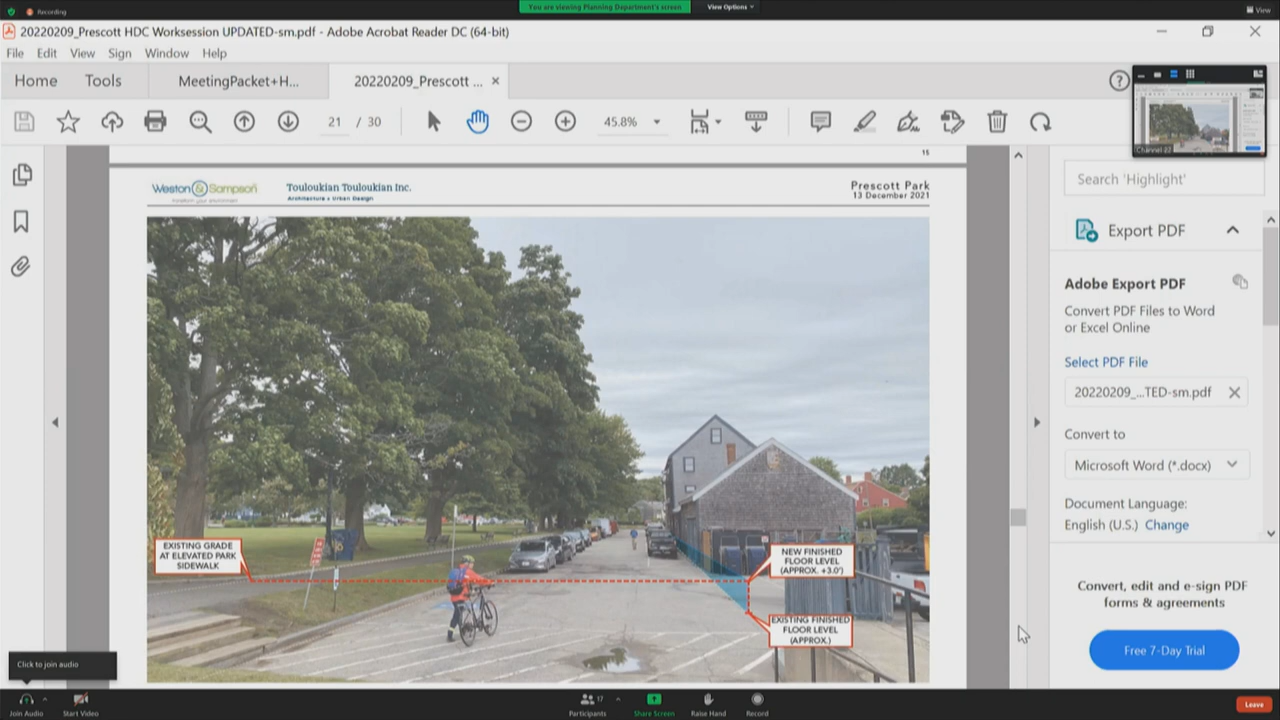 Recording
You are viewing Planning Department's screen
View Options
View
20220209_Prescott HDC Worksession UPDATED-sm.pdf - Adobe Acrobat Reader DC (64-bit)
File Edit View Sign Window Help
Home Tools MeetingPacket+H... 20220209_Prescott ...
21 / 30 45.8%
Channel 22
15
Weston & Sampson
transform your environment
Touloukian Touloukian Inc.
Architecture + Urban Design
Prescott Park
13 December 2021
EXISTING GRADE
AT ELEVATED PARK
SIDEWALK
NEW FINISHED
FLOOR LEVEL
(APPROX. +3.0')
EXISTING FINISHED
FLOOR LEVEL
(APPROX.)
Search 'Highlight'
Export PDF
Adobe Export PDF
Convert PDF Files to Word
or Excel Online
Select PDF File
20220209_...TED-sm.pdf
Convert to
Microsoft Word (*.docx)
Document Language:
English (U.S.) Change
Convert, edit and e-sign PDF
forms & agreements
Free 7-Day Trial
Click to join audio
Join Audio
Start Video
Participants
17
Share Screen
Raise Hand
Record
Leave